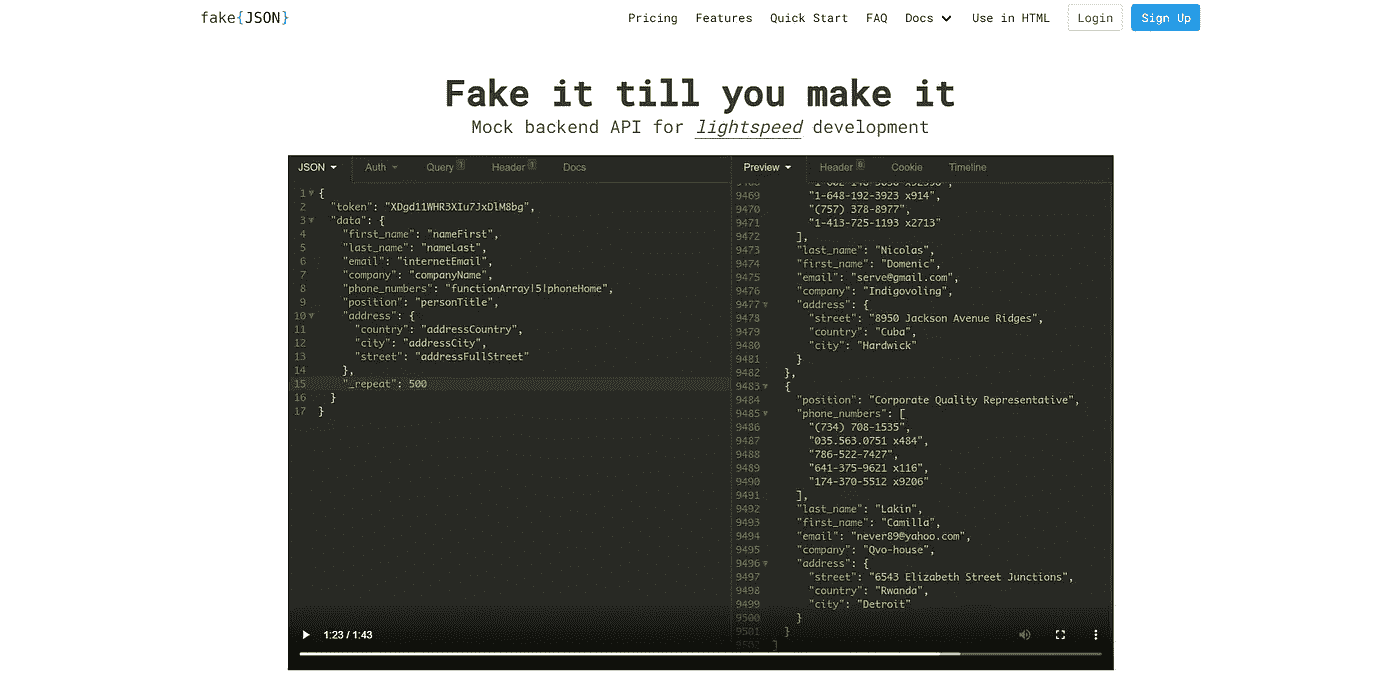 fake{JSON}
Pricing Features Quick Start FAQ Docs Use in HTML Login Sign Up
Fake it till you make it
Mock backend API for lightspeed development
JSON Auth Query 1 Header 1 Docs
1 {
2 "token": "XDgd11WHR3XIu7JxDlM8bg",
3 "data": {
4 "first_name": "nameFirst",
5 "last_name": "nameLast",
6 "email": "internetEmail",
7 "company": "companyName",
8 "phone_numbers": "functionArray|5|phoneHome",
9 "position": "personTitle",
10 "address": {
11 "country": "addressCountry",
12 "city": "addressCity",
13 "street": "addressFullStreet"
14 },
15 "_repeat": 500
16 }
17 }
Preview Header 6 Cookie Timeline
9469 "1-648-192-3923 x914",
9470 "(757) 378-8977",
9471 "1-413-725-1193 x2713"
9472 ],
9473 "last_name": "Nicolas",
9474 "first_name": "Domenic",
9475 "email": "serve@gmail.com",
9476 "company": "Indigovoling",
9477 "address": {
9478 "street": "8950 Jackson Avenue Ridges",
9479 "country": "Cuba",
9480 "city": "Hardwick"
9481 }
9482 },
9483 {
9484 "position": "Corporate Quality Representative",
9485 "phone_numbers": [
9486 "(734) 708-1535",
9487 "035.563.0751 x484",
9488 "786-522-7427",
9489 "641-375-9621 x116",
9490 "174-370-5512 x9206"
9491 ],
9492 "last_name": "Lakin",
9493 "first_name": "Camilla",
9494 "email": "never89@yahoo.com",
9495 "company": "Qvo-house",
9496 "address": {
9497 "street": "6543 Elizabeth Street Junctions",
9498 "country": "Rwanda",
9499 "city": "Detroit"
9500 }
9501 }
9502 ]
1:23 / 1:43